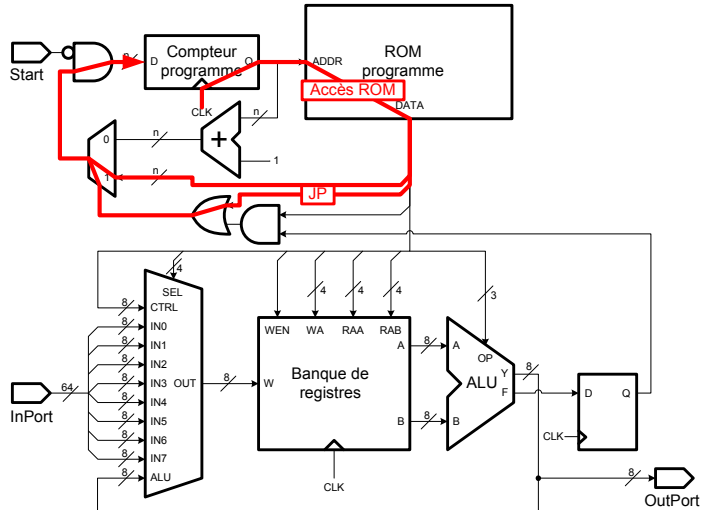 Start
8
D
Compteur
programme
Q
CLK
ADDR
ROM
programme
Accès ROM
DATA
n
+
1
0
n
1
n
JP
4
SEL
CTRL
8
IN0
8
IN1
8
IN2
8
IN3
8
IN4
8
IN5
8
IN6
8
IN7
8
ALU
8
OUT
8
InPort
64
WEN
WA
RAA
RAB
4
4
4
W
Banque de
registres
A
B
CLK
8
8
A
B
OP
3
ALU
Y
F
8
D
Q
CLK
8
OutPort